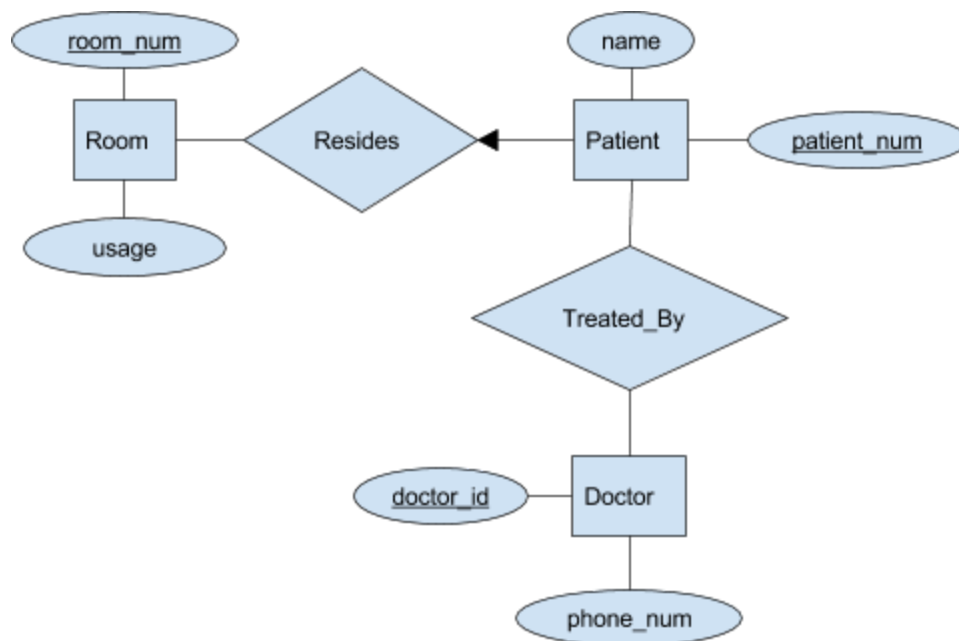 room_num
name
Room
Resides
Patient
patient_num
usage
Treated_By
doctor_id
Doctor
phone_num